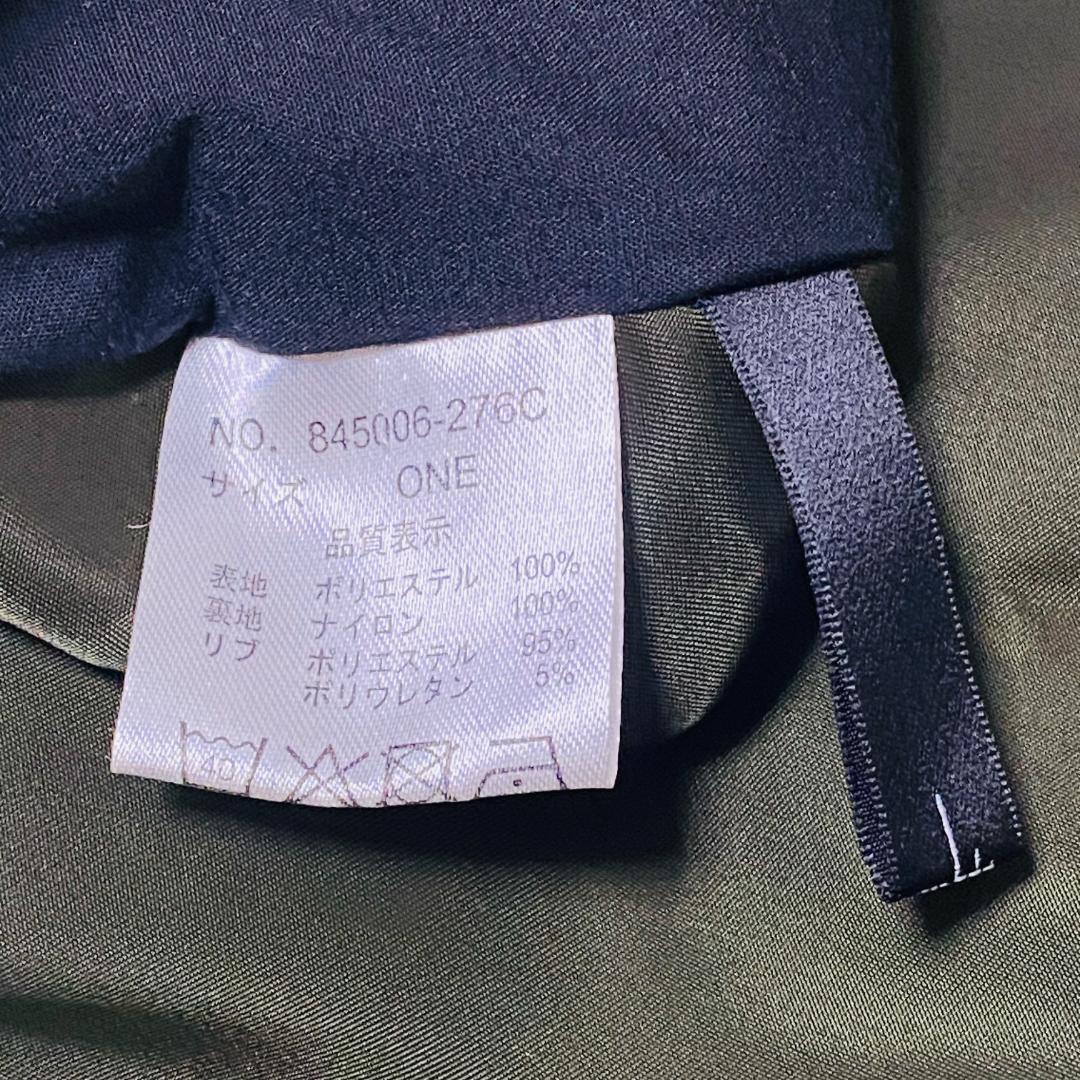 NO. 845006-276C
サイズ ONE
品質表示
表地 ポリエステル 100%
裏地 ナイロン 100%
リブ ポリエステル 95%
ポリウレタン 5%
40